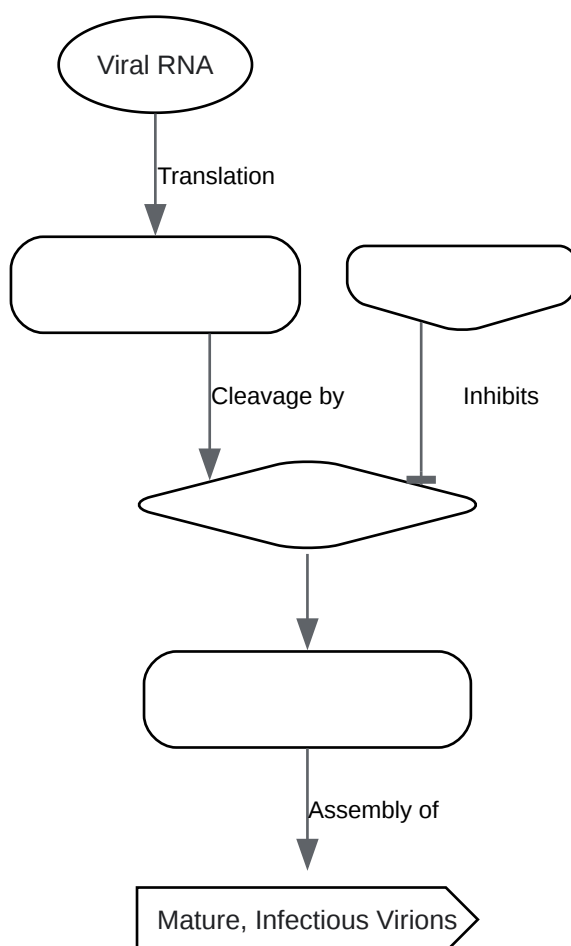 Viral RNA
Translation
Cleavage by
Inhibits
Assembly of
Mature, Infectious Virions